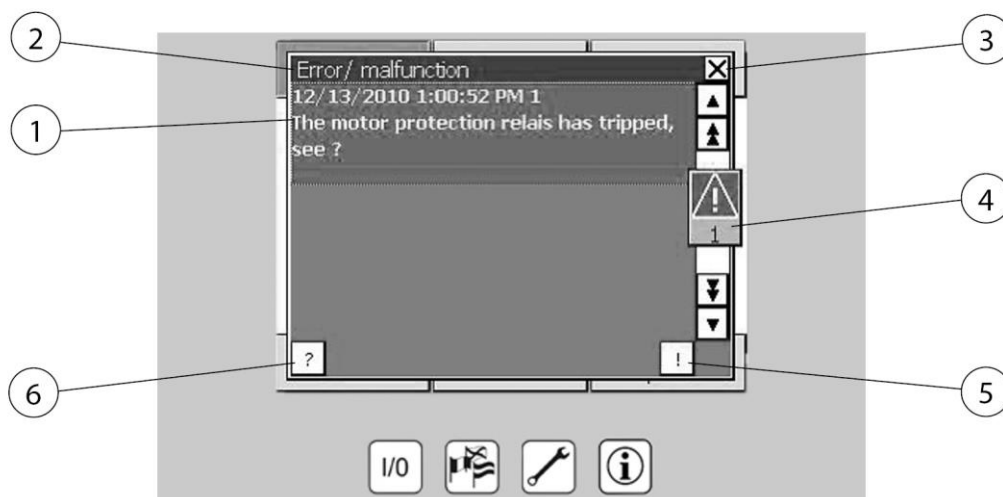 2
3
Error/ malfunction
12/13/2010 1:00:52 PM 1
1
The motor protection relais has tripped,
see ?
4
1
?
!
6
5
I/O